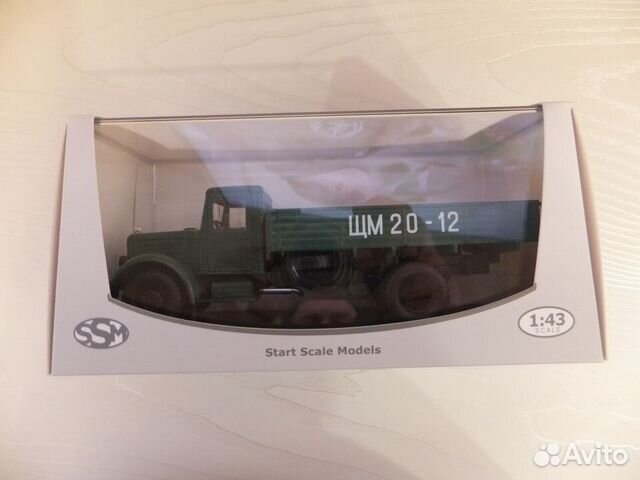 ЩМ 20-12
SSM
1:43
SCALE
Start Scale Models
Avito